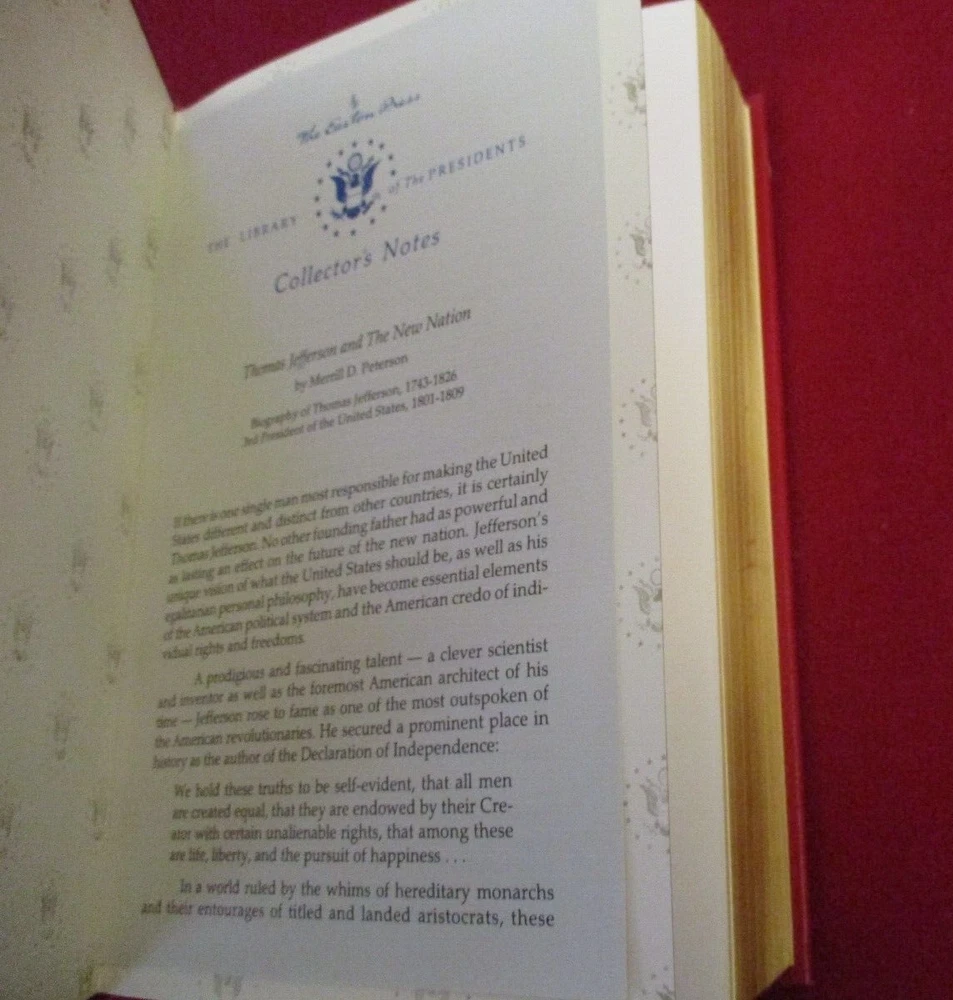 The Easton Press
THE LIBRARY of The PRESIDENTS
Collector's Notes
Thomas Jefferson and The New Nation
by Merrill D. Peterson
Biography of Thomas Jefferson, 1743-1826
3rd President of the United States, 1801-1809
If there is one single man most responsible for making the United
States different and distinct from other countries, it is certainly
Thomas Jefferson. No other founding father had as powerful and
as lasting an effect on the future of the new nation. Jefferson's
unique vision of what the United States should be, as well as his
egalitarian personal philosophy, have become essential elements
of the American political system and the American credo of indi-
vidual rights and freedoms.
A prodigious and fascinating talent — a clever scientist
and inventor as well as the foremost American architect of his
time — Jefferson rose to fame as one of the most outspoken of
the American revolutionaries. He secured a prominent place in
history as the author of the Declaration of Independence:
We hold these truths to be self-evident, that all men
are created equal, that they are endowed by their Cre-
ator with certain unalienable rights, that among these
are life, liberty, and the pursuit of happiness . . .
In a world ruled by the whims of hereditary monarchs
and their entourages of titled and landed aristocrats, these